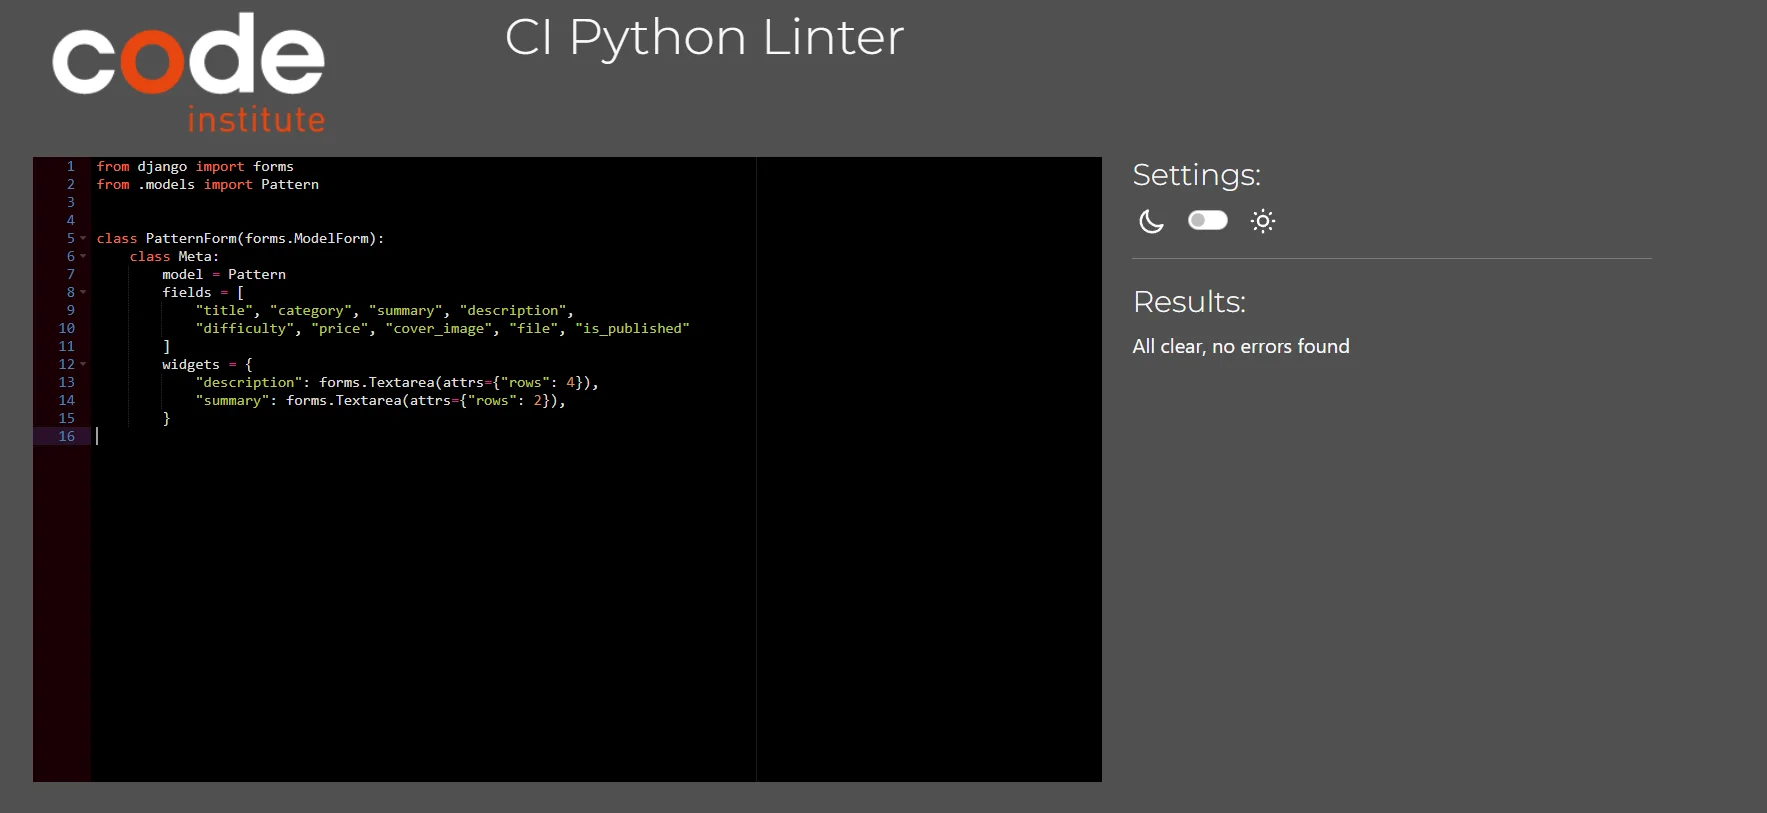 code
institute
CI Python Linter
1 from django import forms
2 from .models import Pattern
3
4
5 class PatternForm(forms.ModelForm):
6     class Meta:
7         model = Pattern
8         fields = [
9             "title", "category", "summary", "description",
10             "difficulty", "price", "cover_image", "file", "is_published"
11         ]
12         widgets = {
13             "description": forms.Textarea(attrs={"rows": 4}),
14             "summary": forms.Textarea(attrs={"rows": 2}),
15         }
16
Settings:
Results:
All clear, no errors found